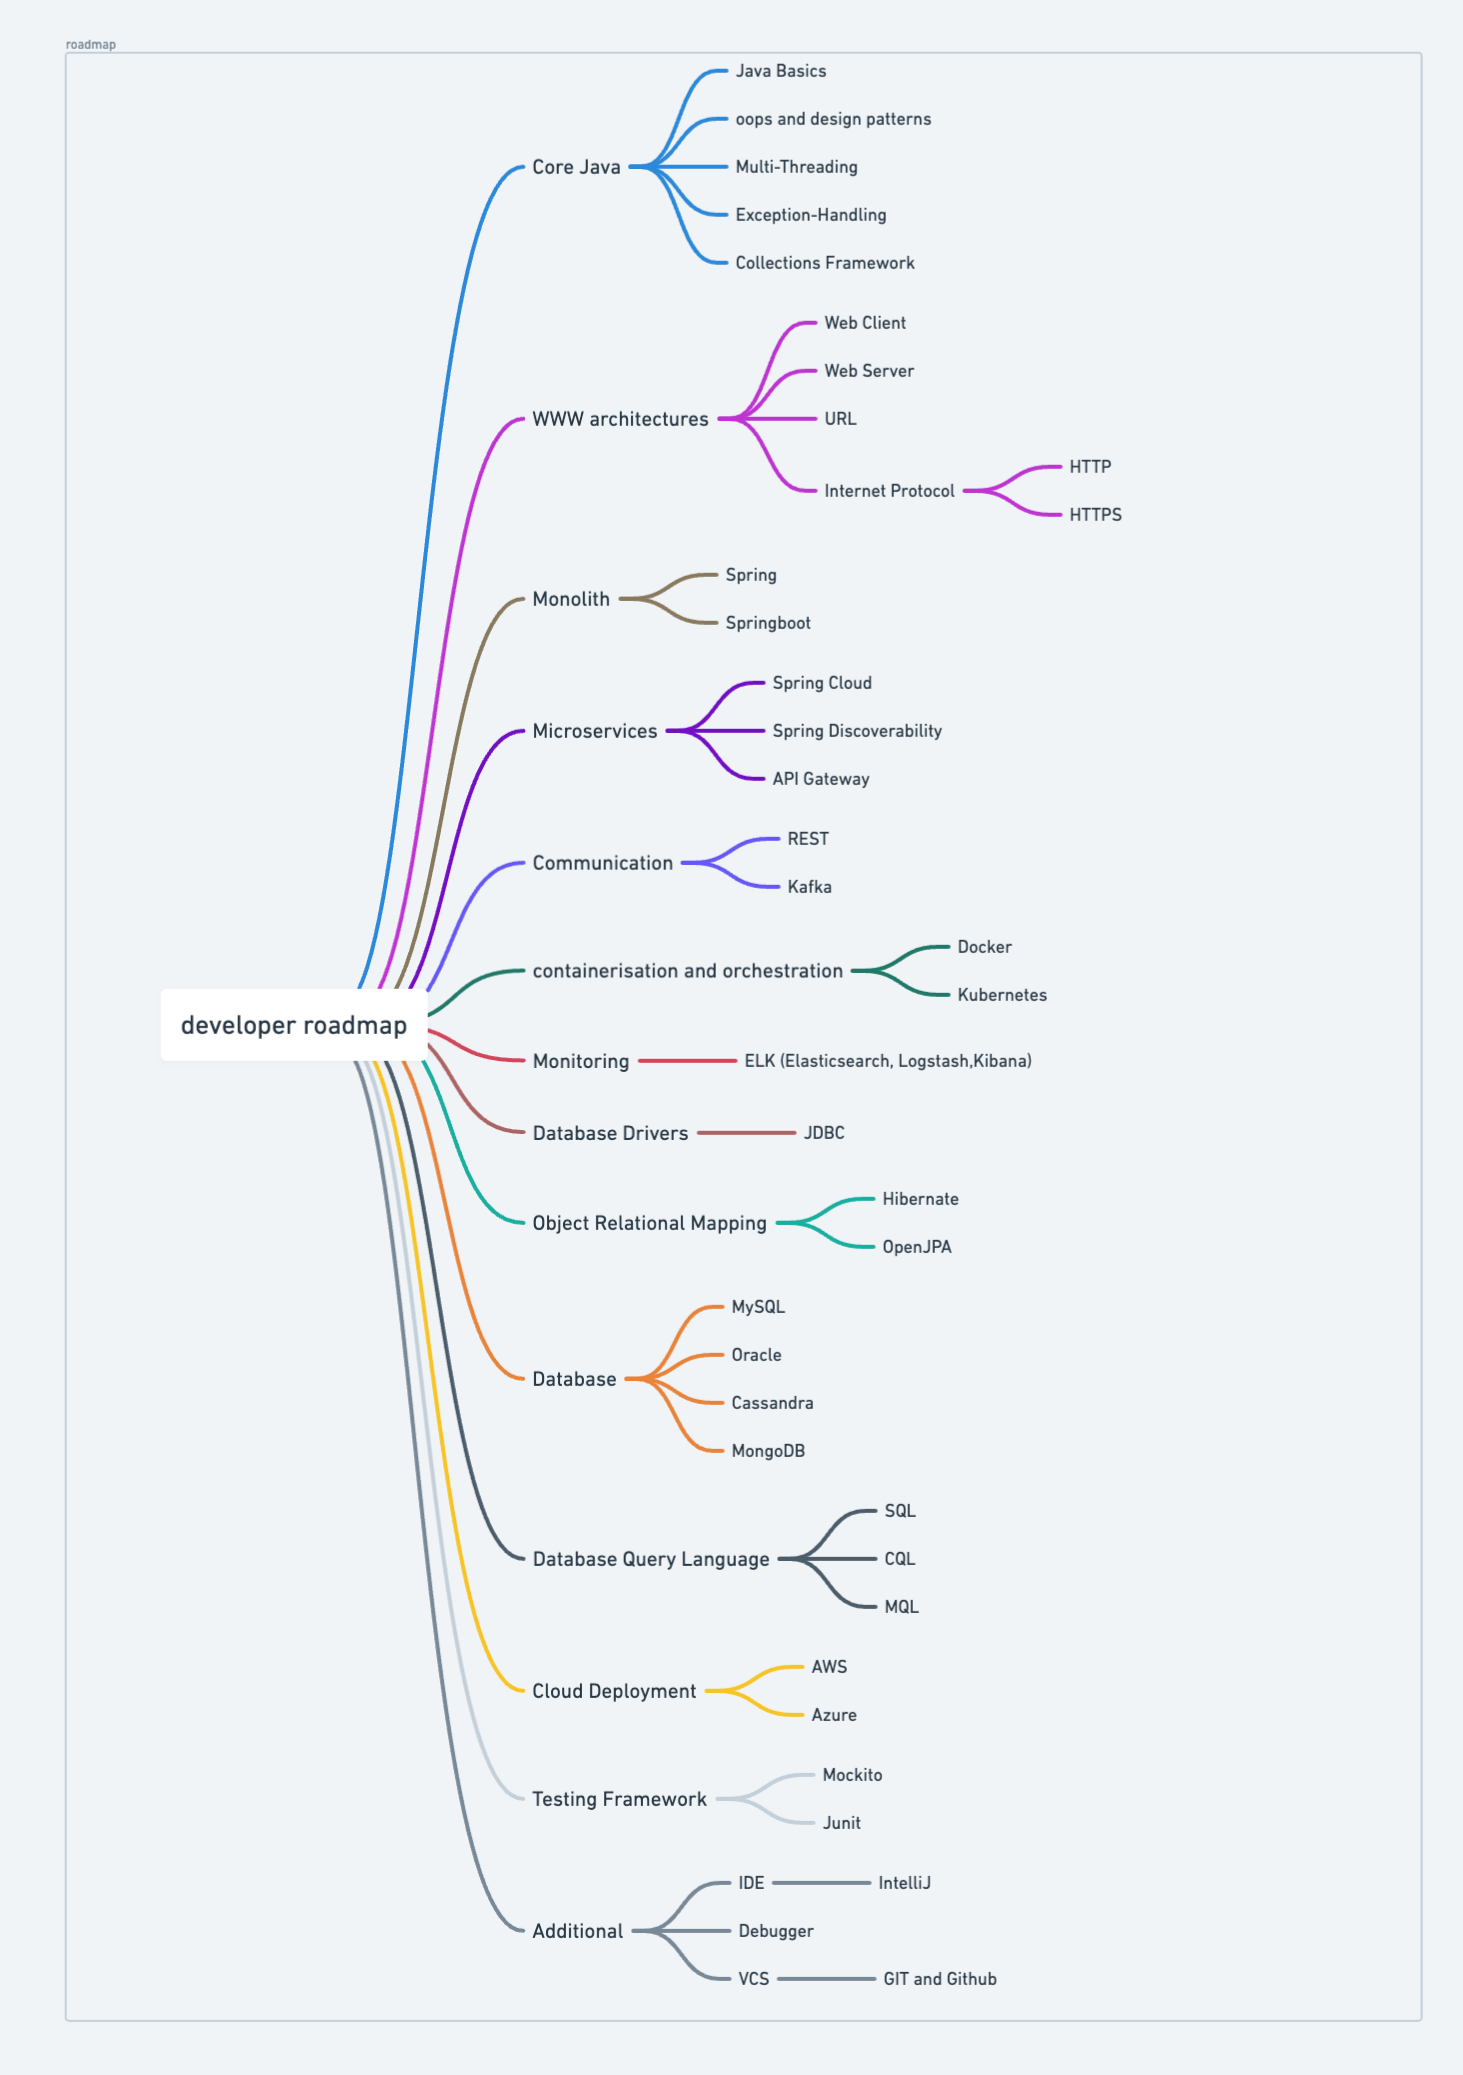 roadmap
Java Basics
oops and design patterns
Core Java
Multi-Threading
Exception-Handling
Collections Framework
Web Client
Web Server
WWW architectures
URL
Internet Protocol
HTTP
HTTPS
Monolith
Spring
Springboot
Microservices
Spring Cloud
Spring Discoverability
API Gateway
Communication
REST
Kafka
containerisation and orchestration
Docker
Kubernetes
developer roadmap
Monitoring
ELK (Elasticsearch, Logstash,Kibana)
Database Drivers
JDBC
Object Relational Mapping
Hibernate
OpenJPA
Database
MySQL
Oracle
Cassandra
MongoDB
Database Query Language
SQL
CQL
MQL
Cloud Deployment
AWS
Azure
Testing Framework
Mockito
Junit
Additional
IDE
IntelliJ
Debugger
VCS
GIT and Github